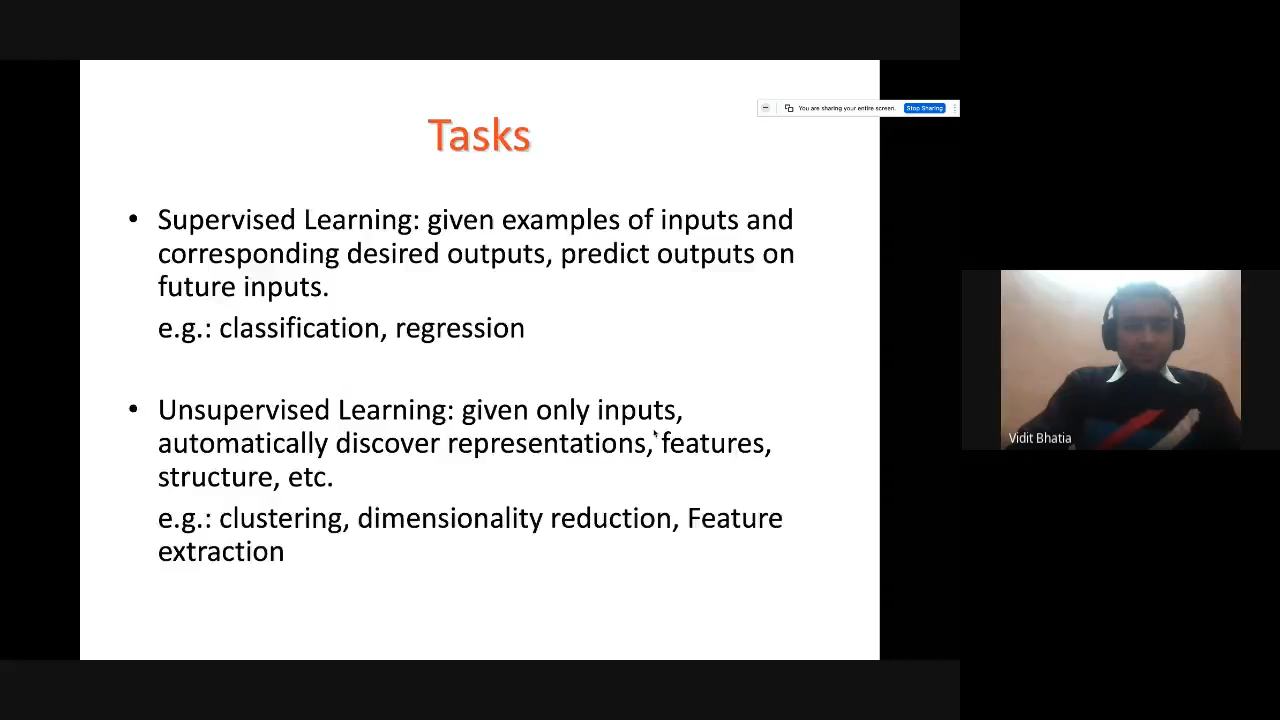 You are sharing your entire screen.
Stop Sharing
Tasks
• Supervised Learning: given examples of inputs and
corresponding desired outputs, predict outputs on
future inputs.
e.g.: classification, regression
• Unsupervised Learning: given only inputs,
automatically discover representations, features,
structure, etc.
e.g.: clustering, dimensionality reduction, Feature
extraction
Vidit Bhatia